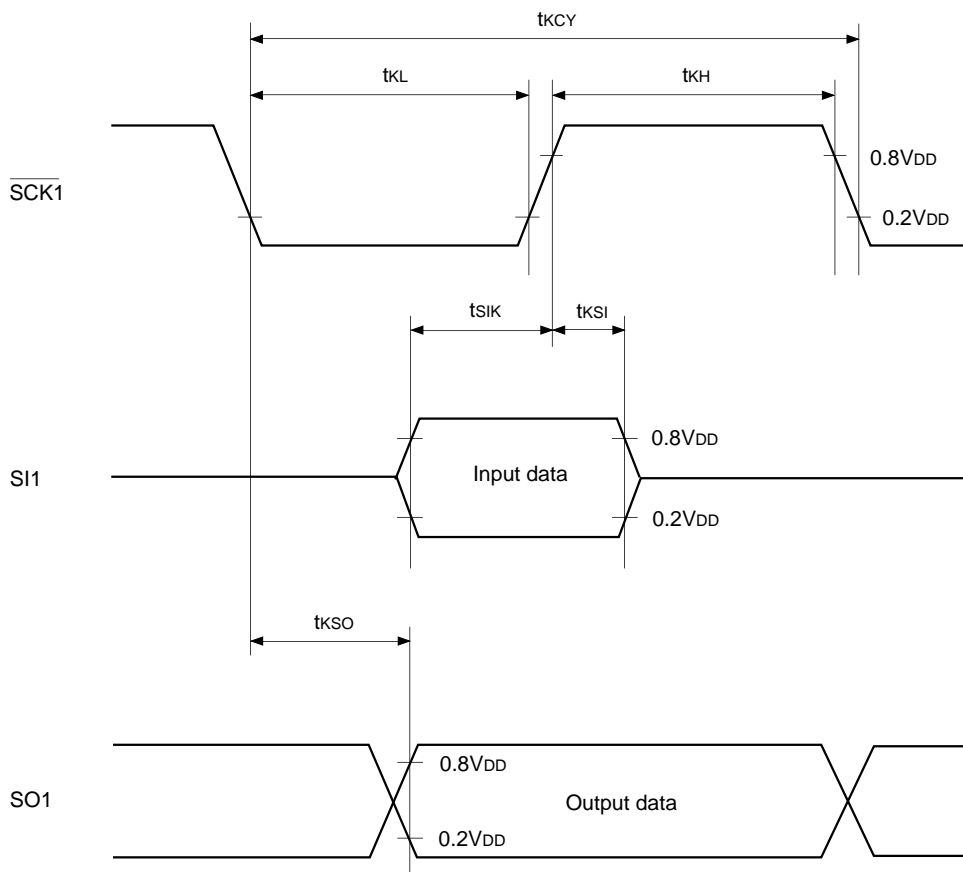 tKCY
tKL
tKH
0.8VDD
S̅C̅K̅1̅
0.2VDD
tSIK
tKSI
0.8VDD
SI1
Input data
0.2VDD
tKSO
0.8VDD
SO1
Output data
0.2VDD